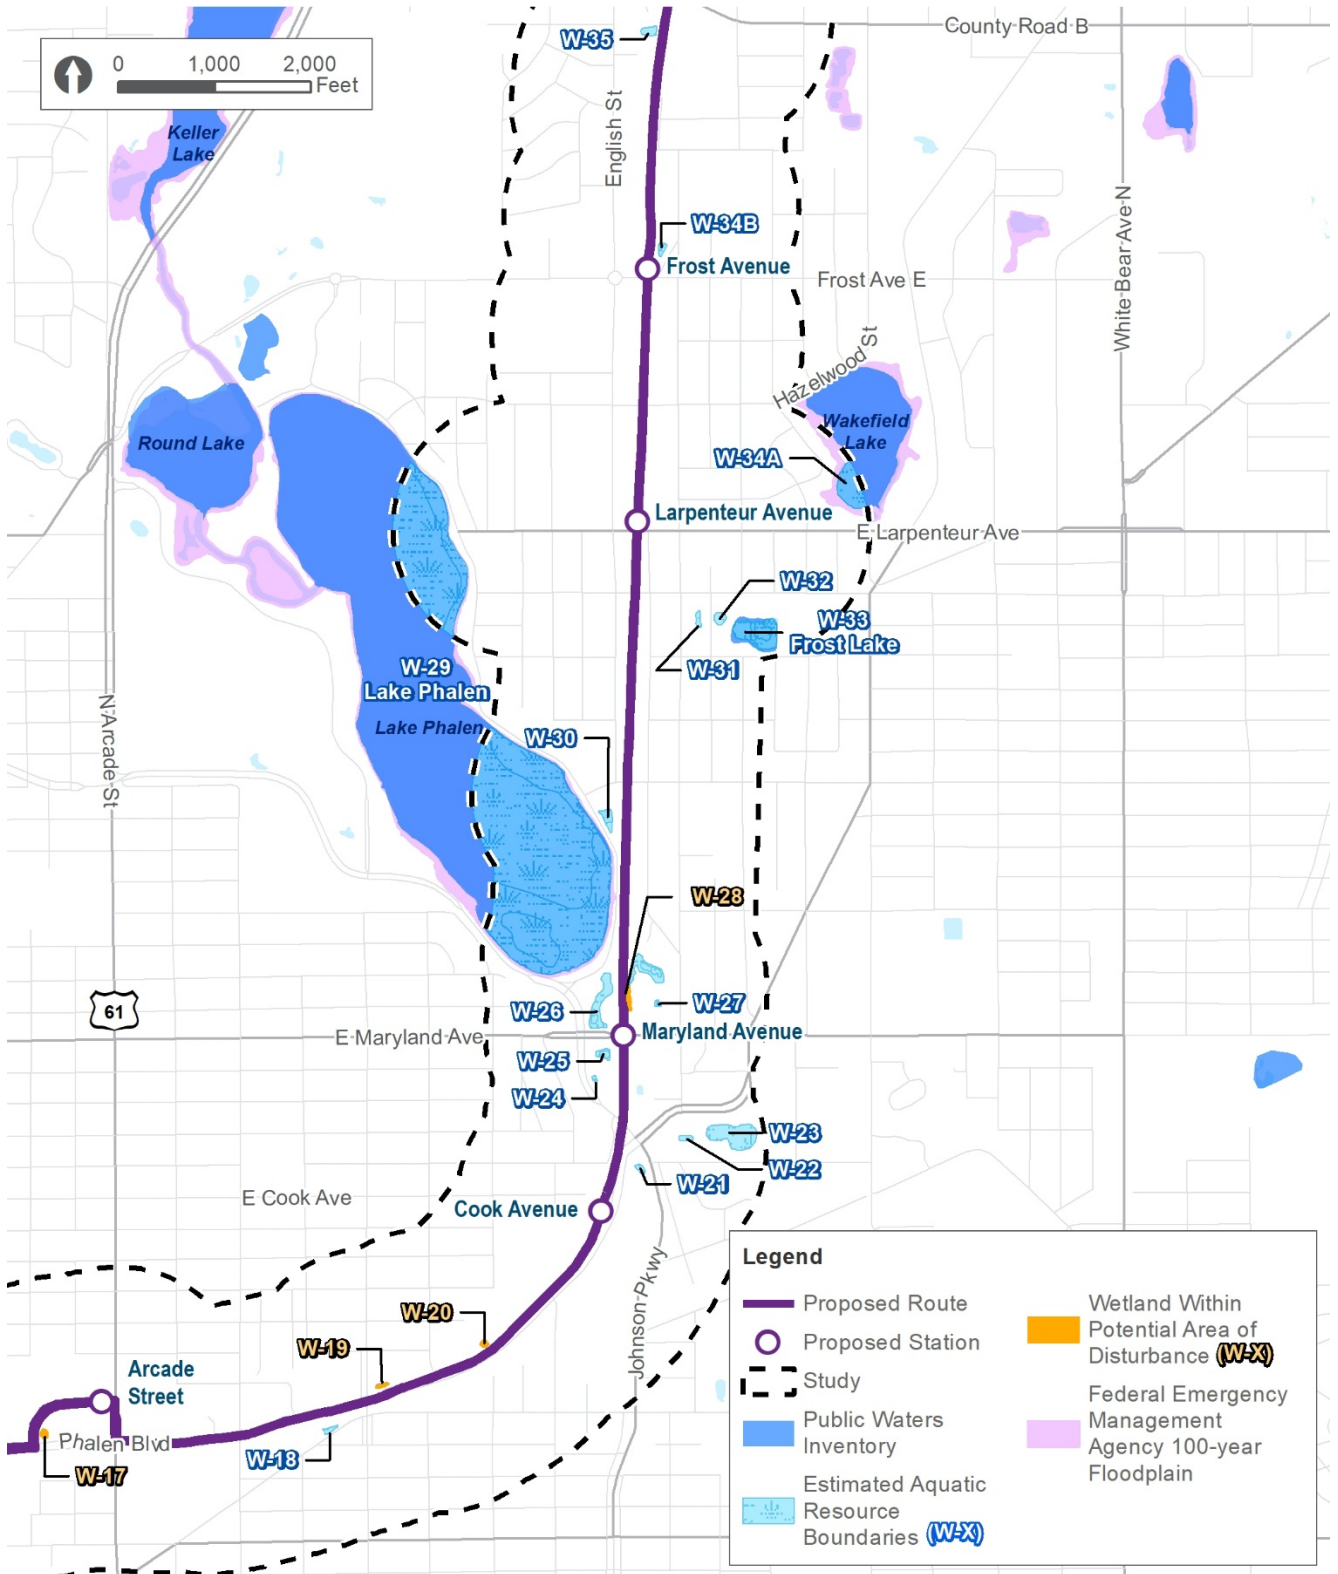 County Road B
W-35
0 1,000 2,000
Feet
English St
Keller
Lake
White Bear Ave N
W-34B
Frost Avenue
Frost Ave E
Hazelwood St
Round Lake
Wakefield
Lake
W-34A
Larpenteur Avenue
E Larpenteur Ave
W-32
W-33
Frost Lake
W-31
W-29
Lake Phalen
Lake Phalen
N Arcade St
W-30
W-28
61
W-26
W-27
E Maryland Ave
Maryland Avenue
W-25
W-24
W-23
W-22
W-21
E Cook Ave
Cook Avenue
Johnson Pkwy
W-20
W-19
Arcade
Street
Phalen Blvd
W-18
W-17
Legend
Proposed Route
Proposed Station
Study
Public Waters
Inventory
Estimated Aquatic
Resource
Boundaries (W-X)
Wetland Within
Potential Area of
Disturbance (W-X)
Federal Emergency
Management
Agency 100-year
Floodplain